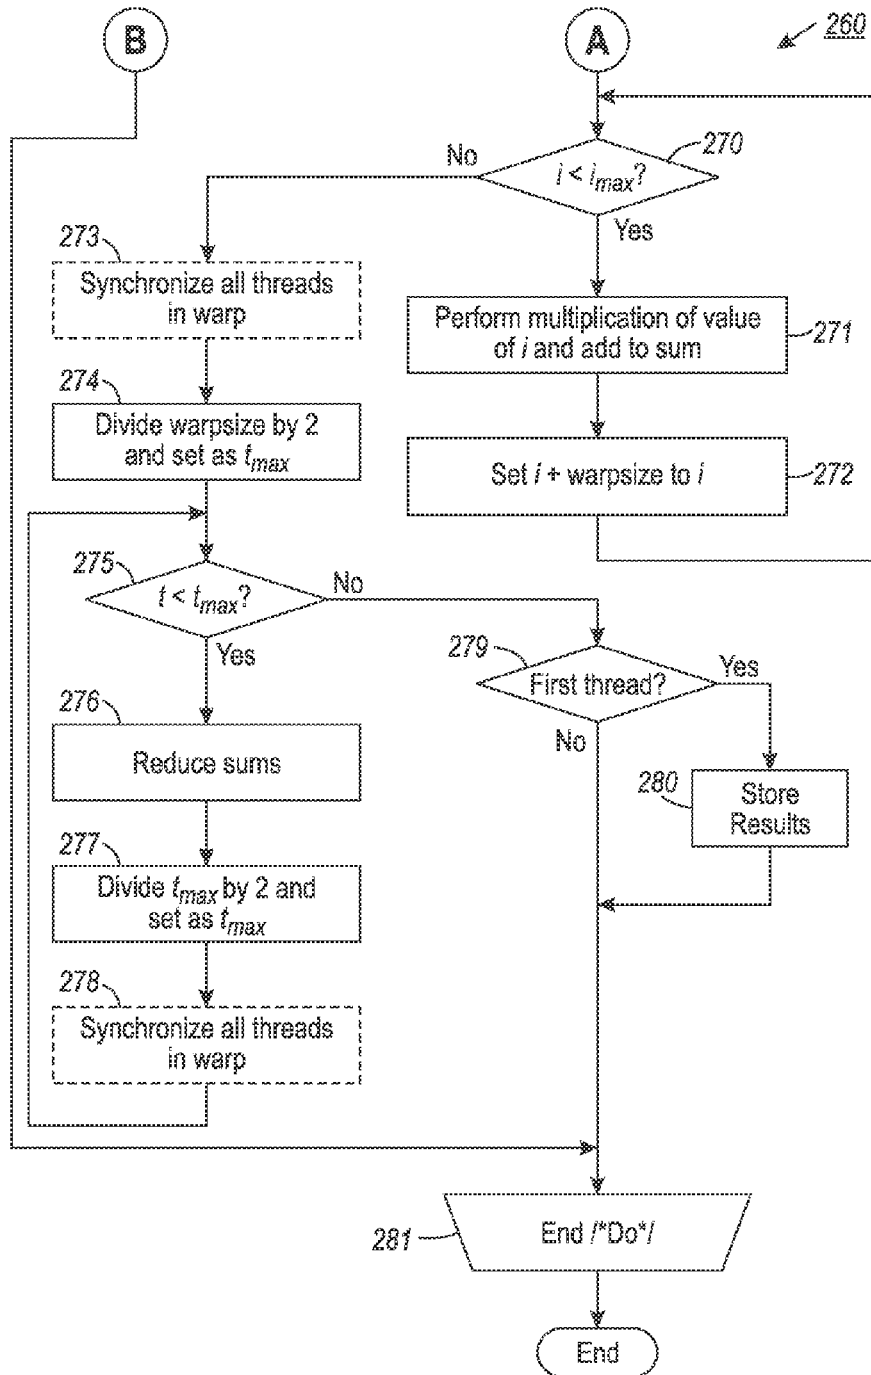 B
A
260
270
No
i < imax?
Yes
273
Synchronize all threads
in warp
Perform multiplication of value
of i and add to sum
271
274
Divide warpsize by 2
and set as tmax
Set i + warpsize to i
272
275
t < tmax?
No
Yes
279
First thread?
Yes
No
276
Reduce sums
280
Store
Results
277
Divide tmax by 2 and
set as tmax
278
Synchronize all threads
in warp
281
End /*Do*/
End